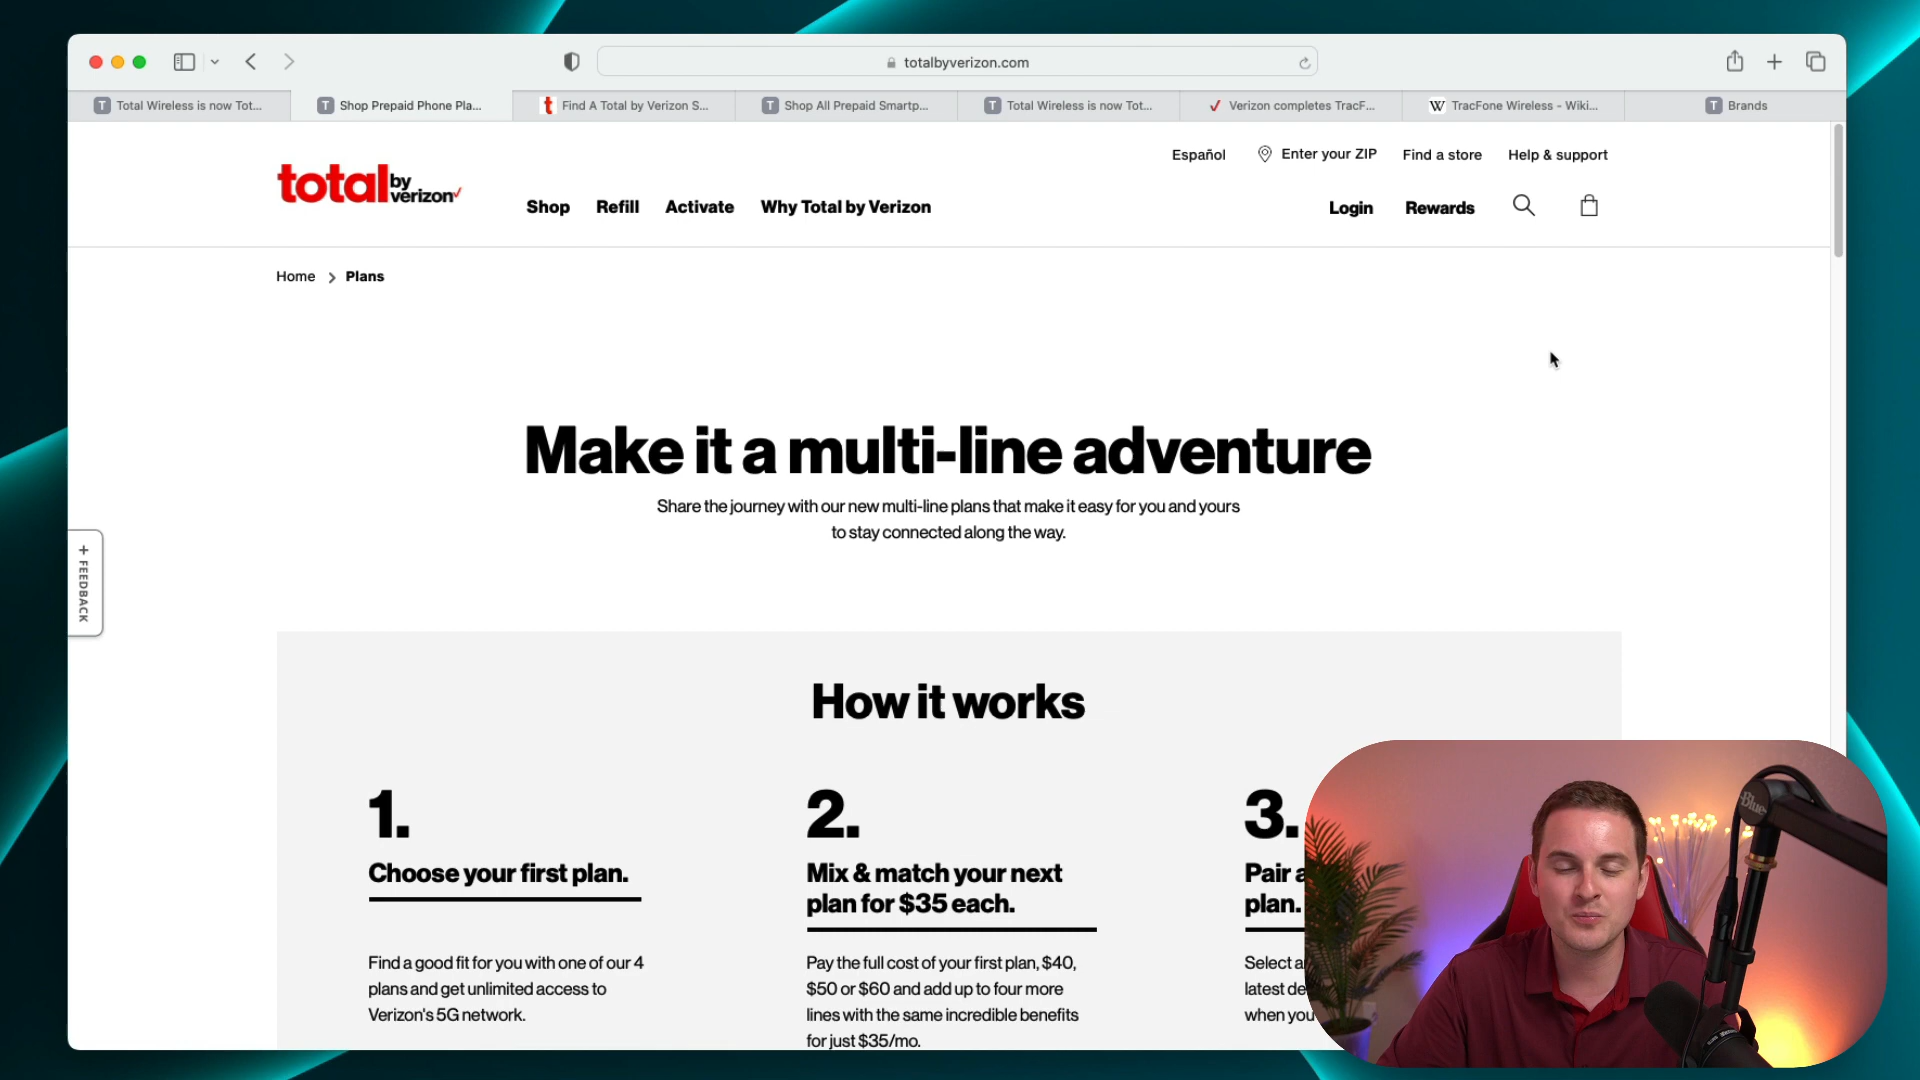 totalbyverizon.com
Total Wireless is now Tot...
Shop Prepaid Phone Pla...
Find A Total by Verizon S...
Shop All Prepaid Smartp...
Total Wireless is now Tot...
Verizon completes TracF...
TracFone Wireless - Wiki...
Brands
Español
Enter your ZIP
Find a store
Help & support
total by verizon
Shop
Refill
Activate
Why Total by Verizon
Login
Rewards
Home > Plans
Make it a multi-line adventure
Share the journey with our new multi-line plans that make it easy for you and yours
to stay connected along the way.
+ FEEDBACK
How it works
1.
Choose your first plan.
Find a good fit for you with one of our 4
plans and get unlimited access to
Verizon's 5G network.
2.
Mix & match your next
plan for $35 each.
Pay the full cost of your first plan, $40,
$50 or $60 and add up to four more
lines with the same incredible benefits
for just $35/mo.
3.
Pair a
plan.
Select a
latest de
when you
Blue